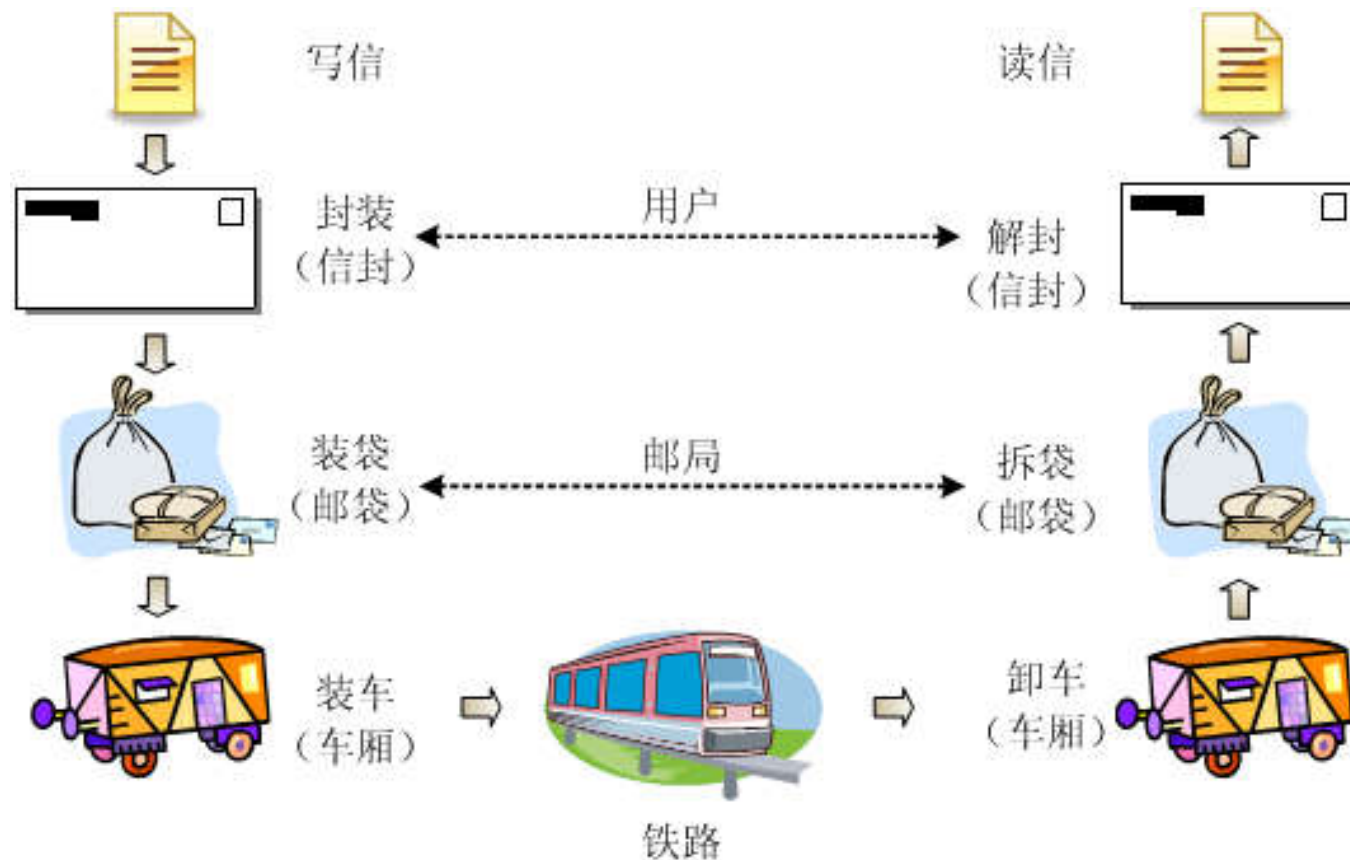 写信
读信
封装
（信封）
用户
解封
（信封）
装袋
（邮袋）
邮局
拆袋
（邮袋）
装车
（车厢）
铁路
卸车
（车厢）